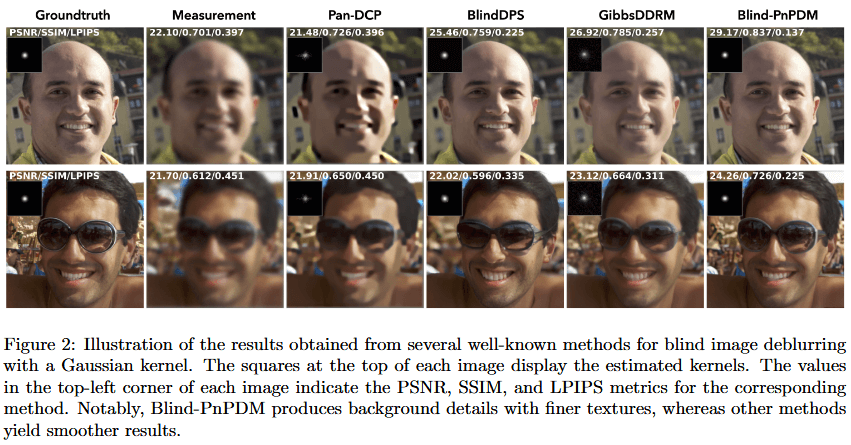 Groundtruth Measurement Pan-DCP BlindDPS GibbsDDRM Blind-PnPDM
PSNR/SSIM/LPIPS 22.10/0.701/0.397 21.48/0.726/0.396 25.46/0.759/0.225 26.92/0.785/0.257 29.17/0.837/0.137
PSNR/SSIM/LPIPS 21.70/0.612/0.451 21.91/0.650/0.450 22.02/0.596/0.335 23.12/0.664/0.311 24.26/0.726/0.225
Figure 2: Illustration of the results obtained from several well-known methods for blind image deblurring
with a Gaussian kernel. The squares at the top of each image display the estimated kernels. The values
in the top-left corner of each image indicate the PSNR, SSIM, and LPIPS metrics for the corresponding
method. Notably, Blind-PnPDM produces background details with finer textures, whereas other methods
yield smoother results.